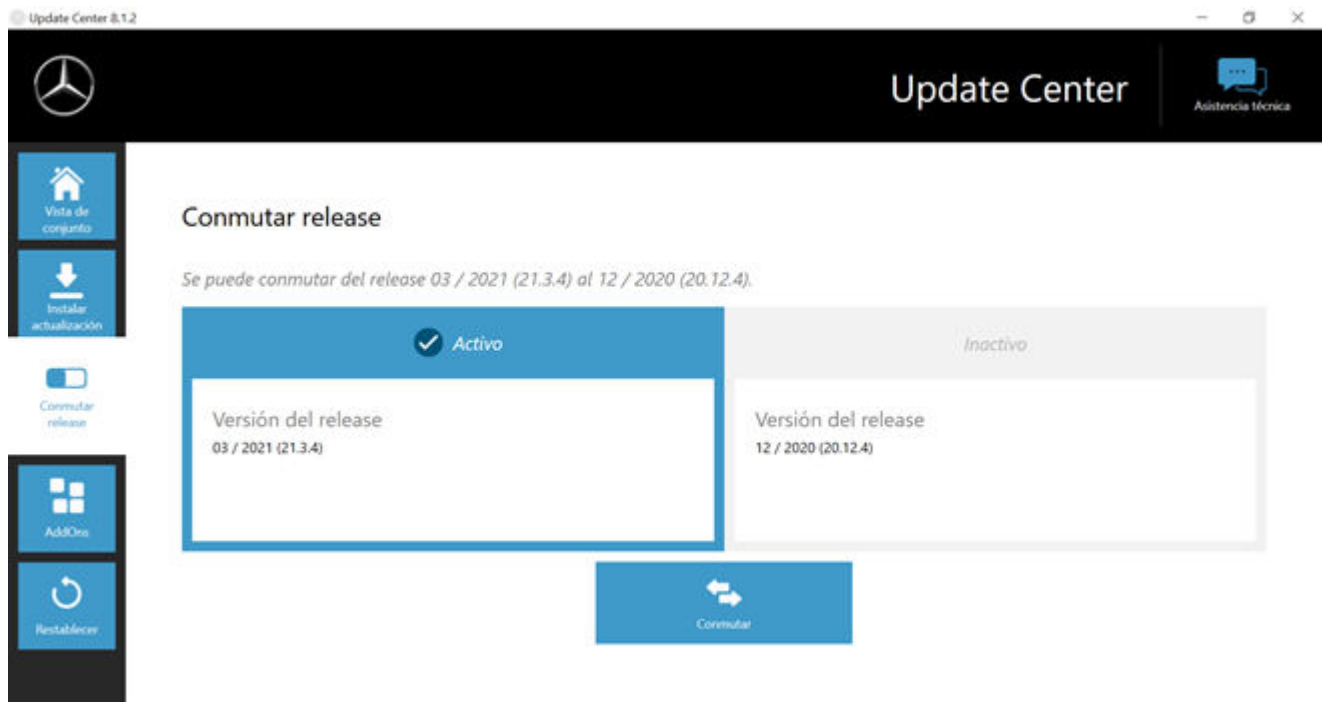 Update Center 8.1.2
Update Center
Asistencia técnica
Vista de
conjunto
Instalar
actualización
Conmutar
release
AddOns
Restablecer
Conmutar release
Se puede conmutar del release 03 / 2021 (21.3.4) al 12 / 2020 (20.12.4).
Activo
Inactivo
Versión del release
03 / 2021 (21.3.4)
Versión del release
12 / 2020 (20.12.4)
Conmutar